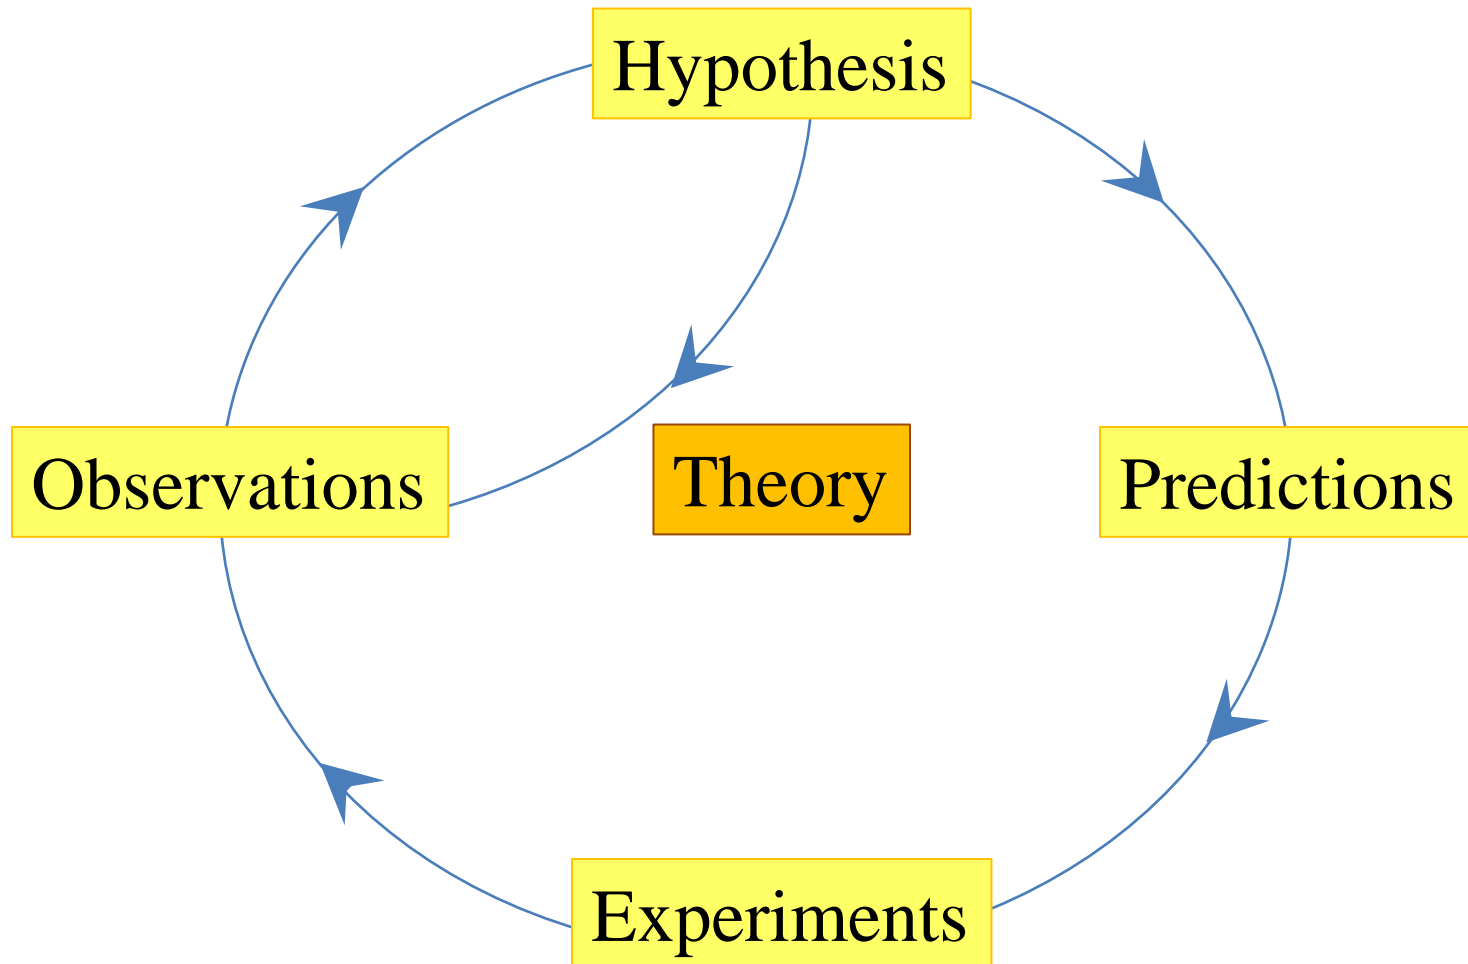 Hypothesis
Observations
Theory
Predictions
Experiments